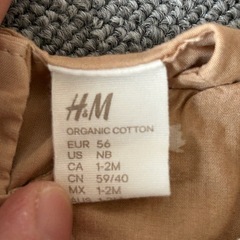 H&M
ORGANIC COTTON
EUR 56
US NB
CA 1-2M
CN 59/40
MX 1-2M